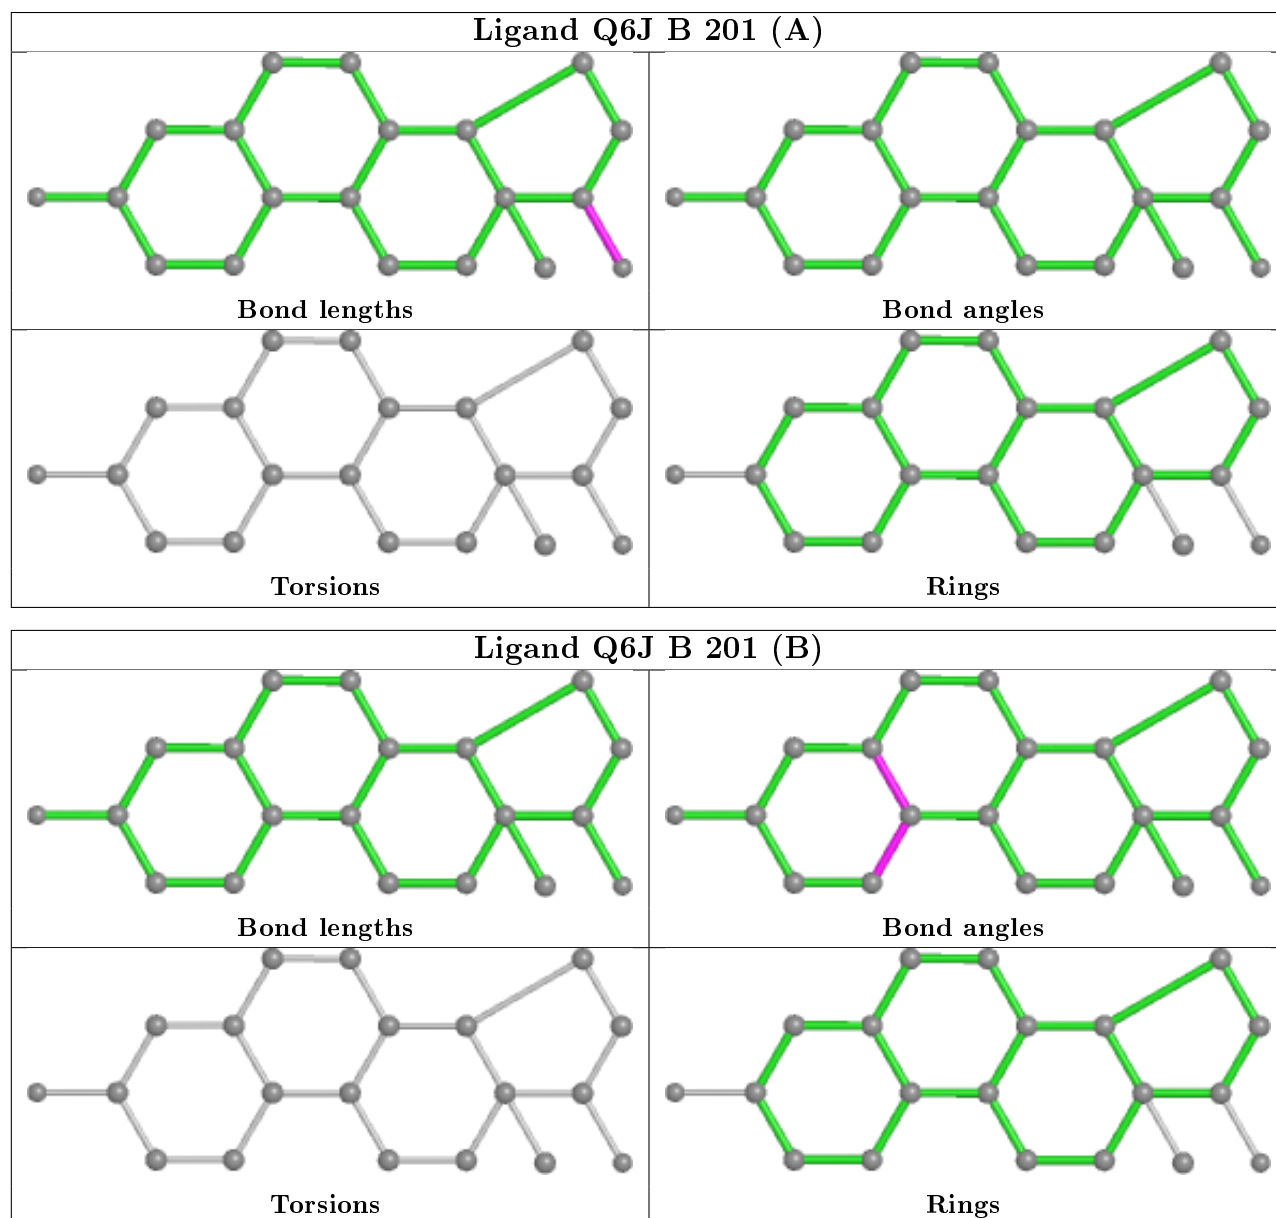 Ligand Q6J B 201 (A)
Bond lengths
Bond angles
Torsions
Rings
Ligand Q6J B 201 (B)
Bond lengths
Bond angles
Torsions
Rings